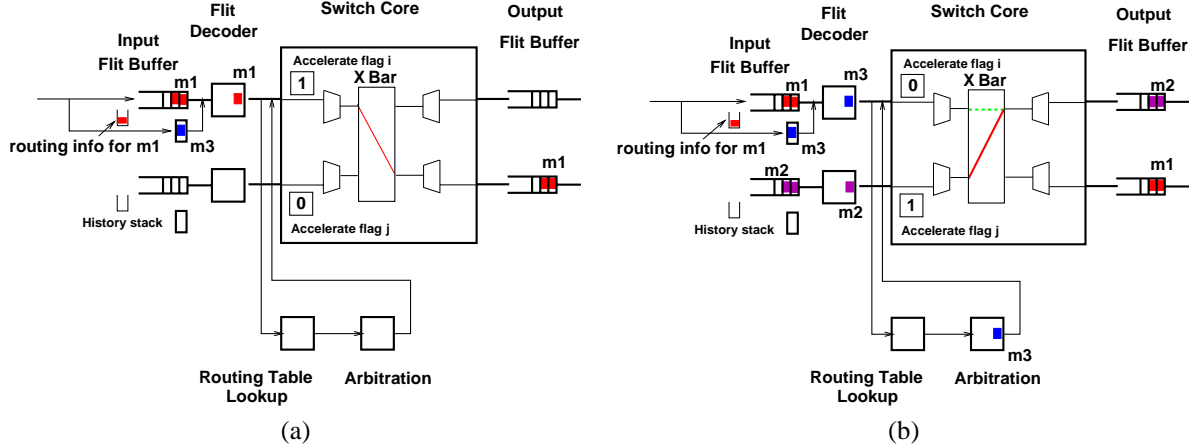 Flit
Decoder
Switch Core
Output
Flit Buffer
Input
Flit Buffer
m1
m1
Accelerate flag i
1
X Bar
routing info for m1
m3
m1
0
History stack
Accelerate flag j
Routing Table
Lookup
Arbitration
(a)
Flit
Decoder
Switch Core
Output
Flit Buffer
Input
Flit Buffer
m1
m3
Accelerate flag i
0
X Bar
m2
routing info for m1
m3
m2
m1
m2
1
History stack
Accelerate flag j
m3
Routing Table
Lookup
Arbitration
(b)